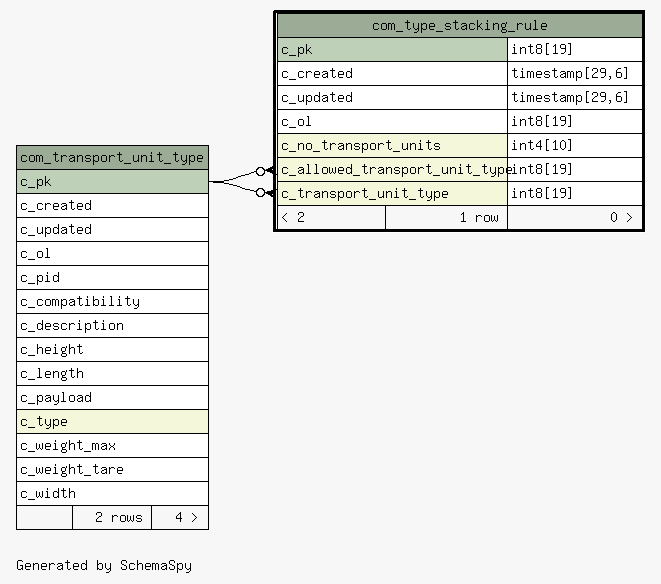 com_type_stacking_rule
c_pk int8[19]
c_created timestamp[29,6]
c_updated timestamp[29,6]
c_ol int8[19]
c_no_transport_units int4[10]
c_allowed_transport_unit_type int8[19]
c_transport_unit_type int8[19]
< 2 1 row 0 >
com_transport_unit_type
c_pk
c_created
c_updated
c_ol
c_pid
c_compatibility
c_description
c_height
c_length
c_payload
c_type
c_weight_max
c_weight_tare
c_width
2 rows 4 >
Generated by SchemaSpy